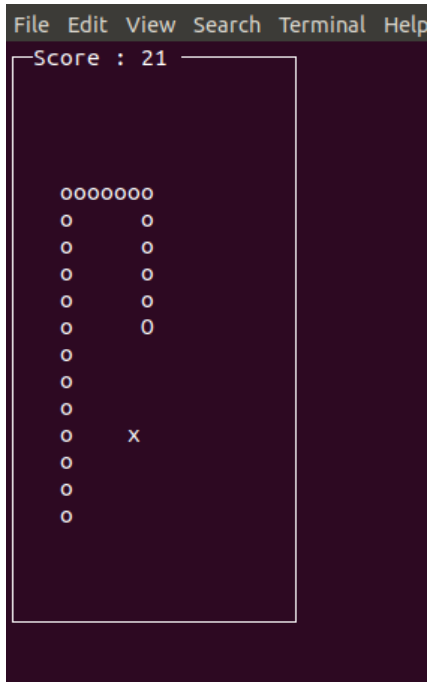 File Edit View Search Terminal Help
Score : 21
ooooooo
o o
o o
o o
o o
o O
o
o
o
o x
o
o
o